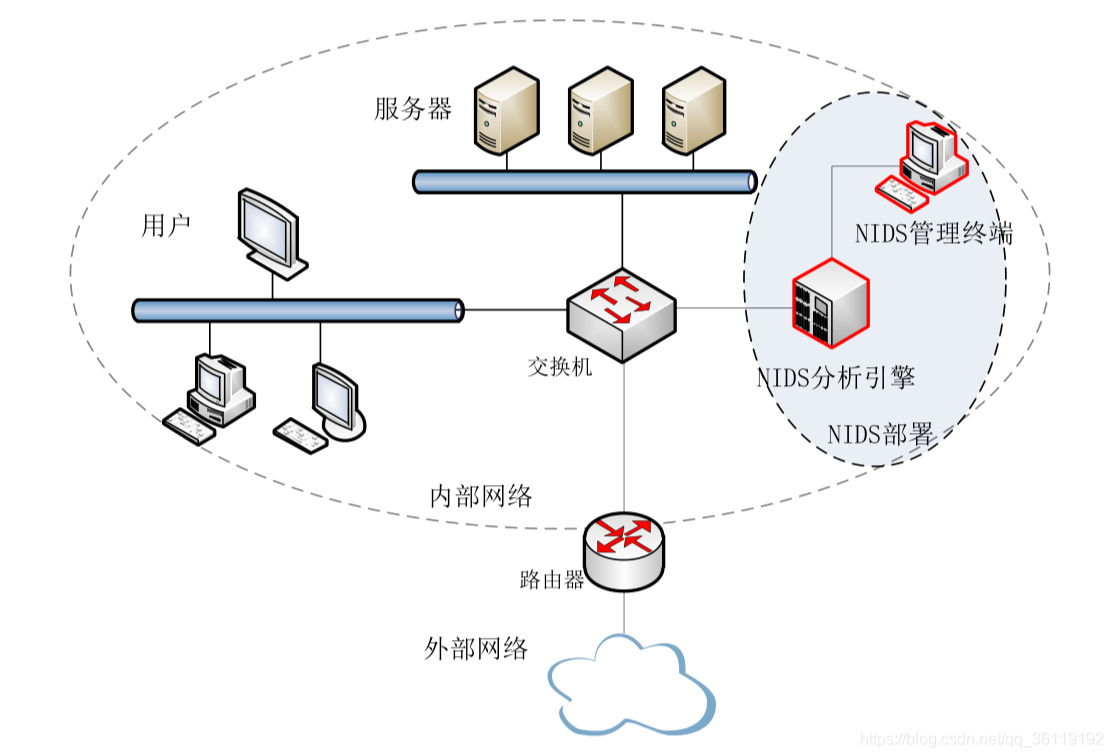 服务器
用户
NIDS管理终端
交换机
NIDS分析引擎
NIDS部署
内部网络
路由器
外部网络
https://blog.csdn.net/qq_36119192